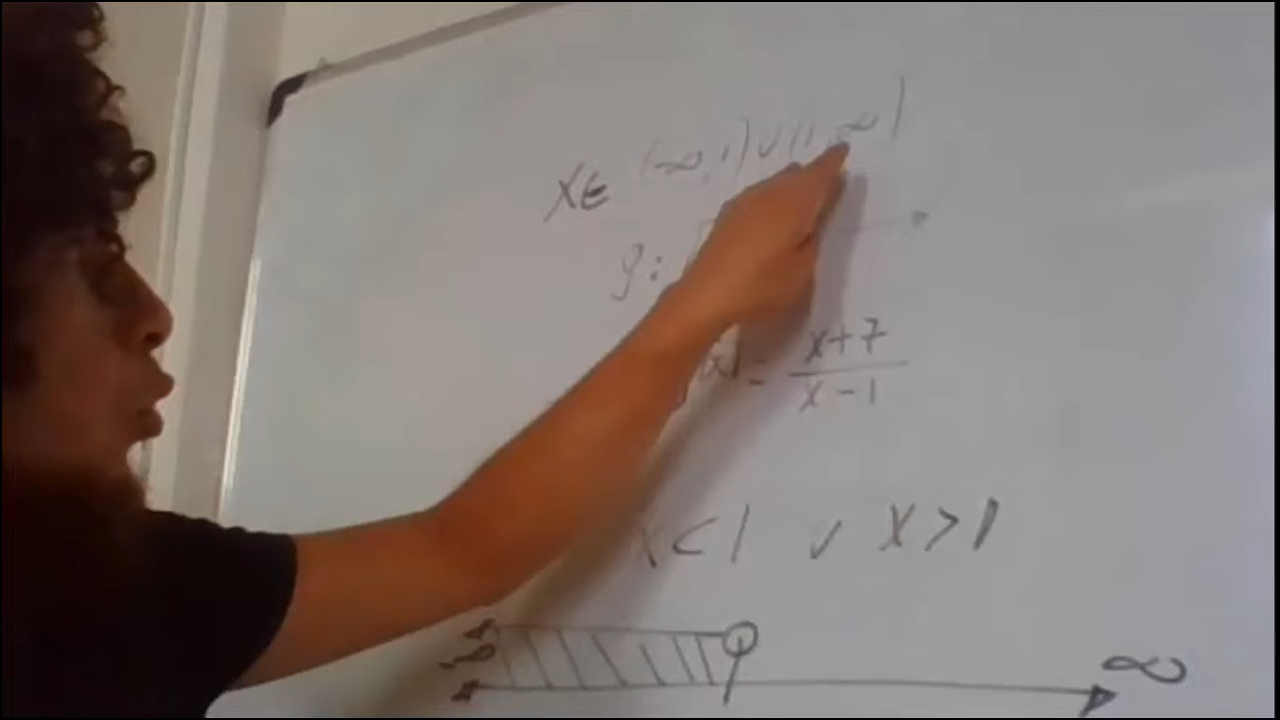 x∈ (-∞,1)∪(1,∞)
g:
x) = x+7
x-1
x<1 ∨ x>1
-∞ ∞